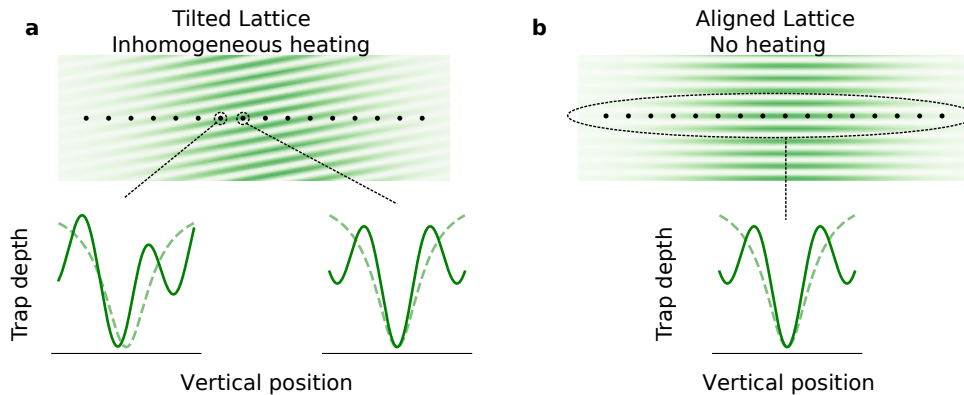 a
Tilted Lattice
Inhomogeneous heating
Trap depth
Vertical position
b
Aligned Lattice
No heating
Trap depth
Vertical position